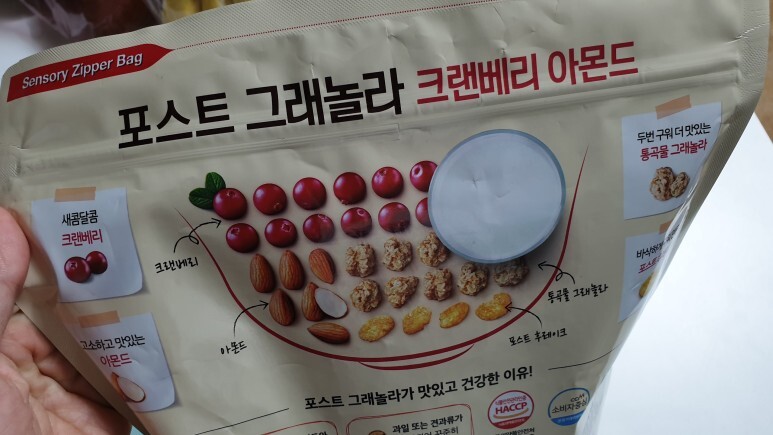 Sensory Zipper Bag
포스트 그래놀라 크랜베리 아몬드
두번 구워 더 맛있는
통곡물 그래놀라
새콤달콤
크랜베리
크랜베리
통곡물 그래놀라
고소하고 맛있는
아몬드
아몬드
포스트 후레이크
포스트 그래놀라가 맛있고 건강한 이유!
과일 또는 견과류가
HACCP